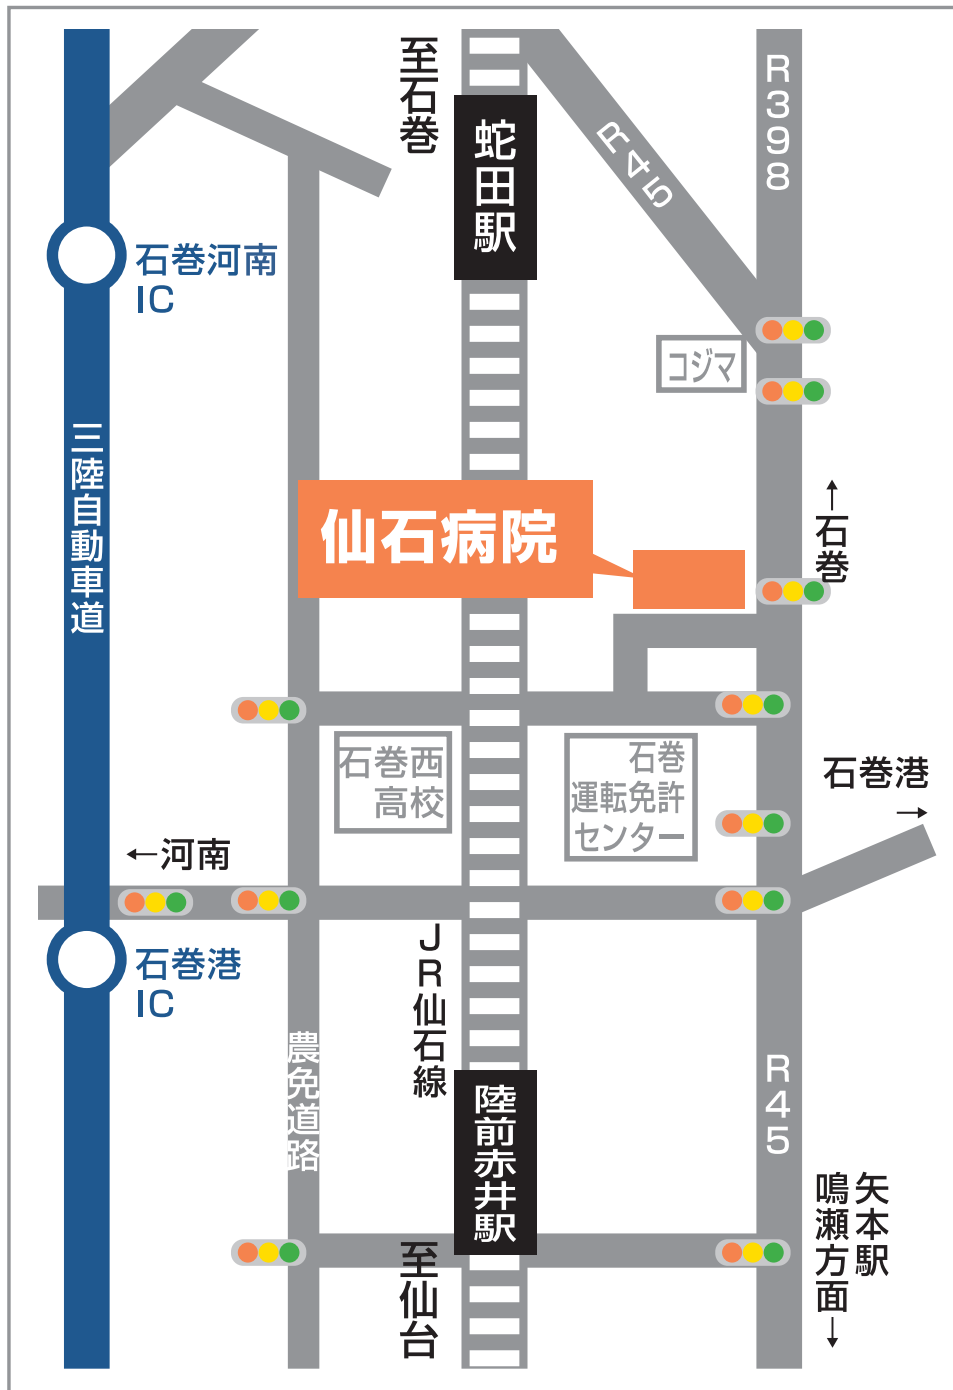 至石巻
蛇田駅
R45
R398
石巻河南
IC
コジマ
三陸自動車道
仙石病院
←石巻
石巻西
高校
石巻
運転免許
センター
石巻港
→
←河南
石巻港
IC
JR仙石線
農免道路
陸前赤井駅
R45
至仙台
矢本駅
鳴瀬方面→